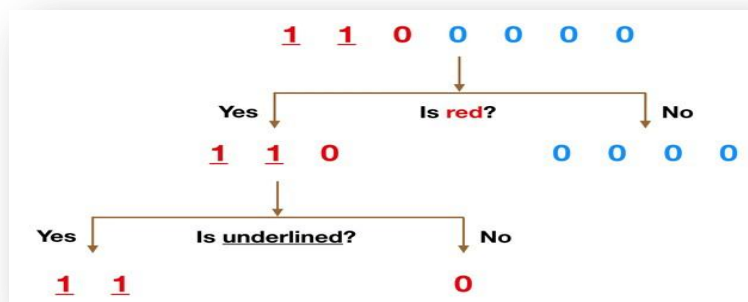 1 1 0 0 0 0 0
Yes Is red? No
1 1 0 0 0 0 0
Yes Is underlined? No
1 1 0